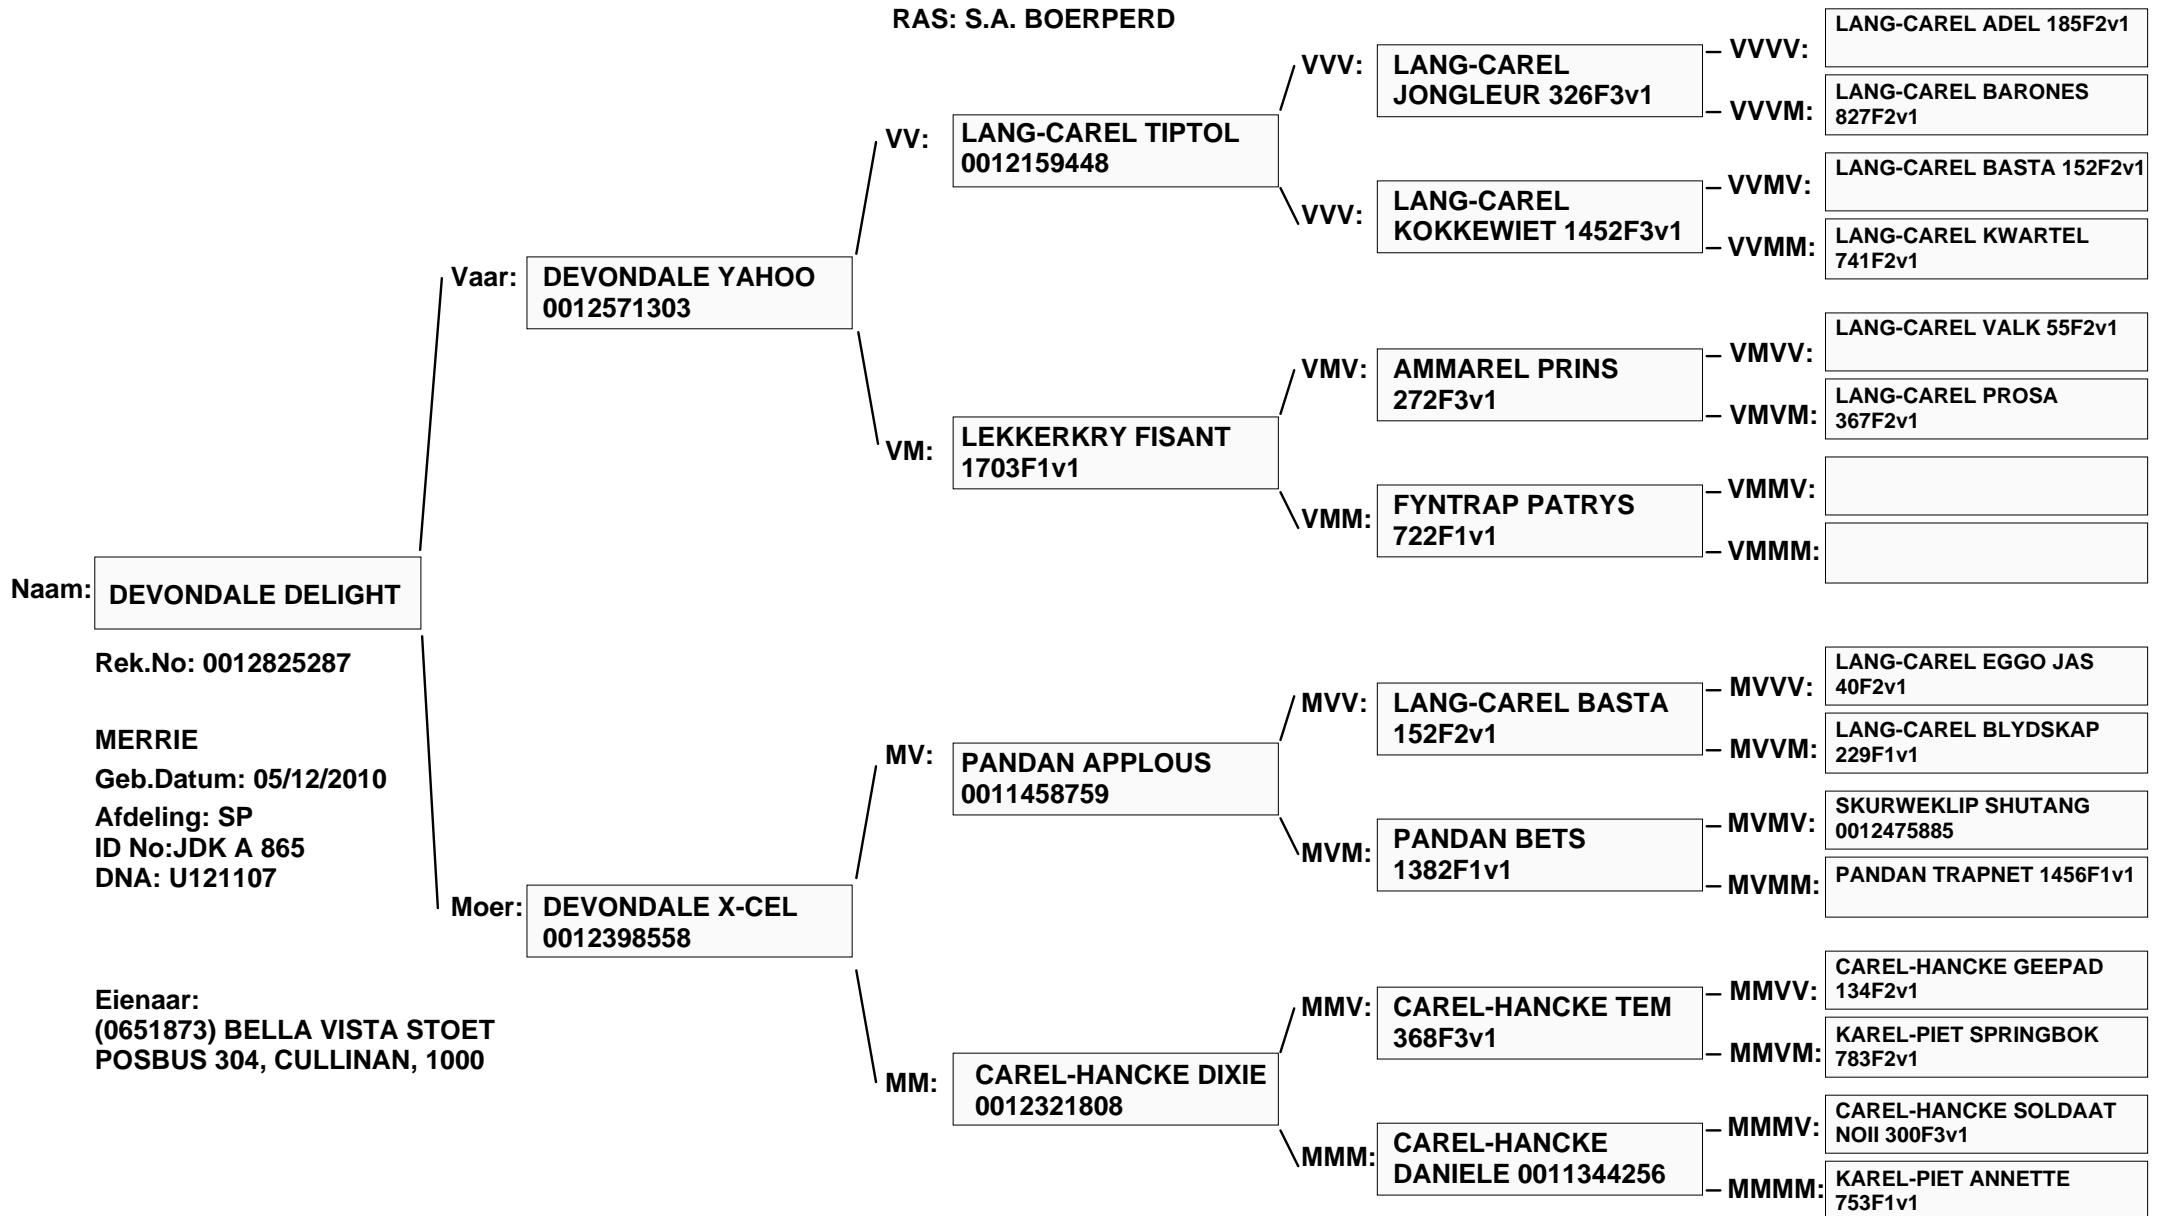 RAS: S.A. BOERPERD
Naam:
DEVONDALE DELIGHT
Rek.No: 0012825287
MERRIE
Geb.Datum: 05/12/2010
Afdeling: SP
ID No:JDK A 865
DNA: U121107
Eienaar:
(0651873) BELLA VISTA STOET
POSBUS 304, CULLINAN, 1000
Vaar:
DEVONDALE YAHOO
0012571303
Moer:
DEVONDALE X-CEL
0012398558
VV:
LANG-CAREL TIPTOL
0012159448
VM:
LEKKERKRY FISANT
1703F1v1
MV:
PANDAN APPLOUS
0011458759
MM:
CAREL-HANCKE DIXIE
0012321808
VVV:
LANG-CAREL
JONGLEUR 326F3v1
VVV:
LANG-CAREL
KOKKEWIET 1452F3v1
VMV:
AMMAREL PRINS
272F3v1
VMM:
FYNTRAP PATRYS
722F1v1
MVV:
LANG-CAREL BASTA
152F2v1
MVM:
PANDAN BETS
1382F1v1
MMV:
CAREL-HANCKE TEM
368F3v1
MMM:
CAREL-HANCKE
DANIELE 0011344256
VVVV:
LANG-CAREL ADEL 185F2v1
VVVM:
LANG-CAREL BARONES
827F2v1
VVMV:
LANG-CAREL BASTA 152F2v1
VVMM:
LANG-CAREL KWARTEL
741F2v1
VMVV:
LANG-CAREL VALK 55F2v1
VMVM:
LANG-CAREL PROSA
367F2v1
VMMV:
VMMM:
MVVV:
LANG-CAREL EGGO JAS
40F2v1
MVVM:
LANG-CAREL BLYDSKAP
229F1v1
MVMV:
SKURWEKLIP SHUTANG
0012475885
MVMM:
PANDAN TRAPNET 1456F1v1
MMVV:
CAREL-HANCKE GEEPAD
134F2v1
MMVM:
KAREL-PIET SPRINGBOK
783F2v1
MMMV:
CAREL-HANCKE SOLDAAT
NOII 300F3v1
MMMM:
KAREL-PIET ANNETTE
753F1v1